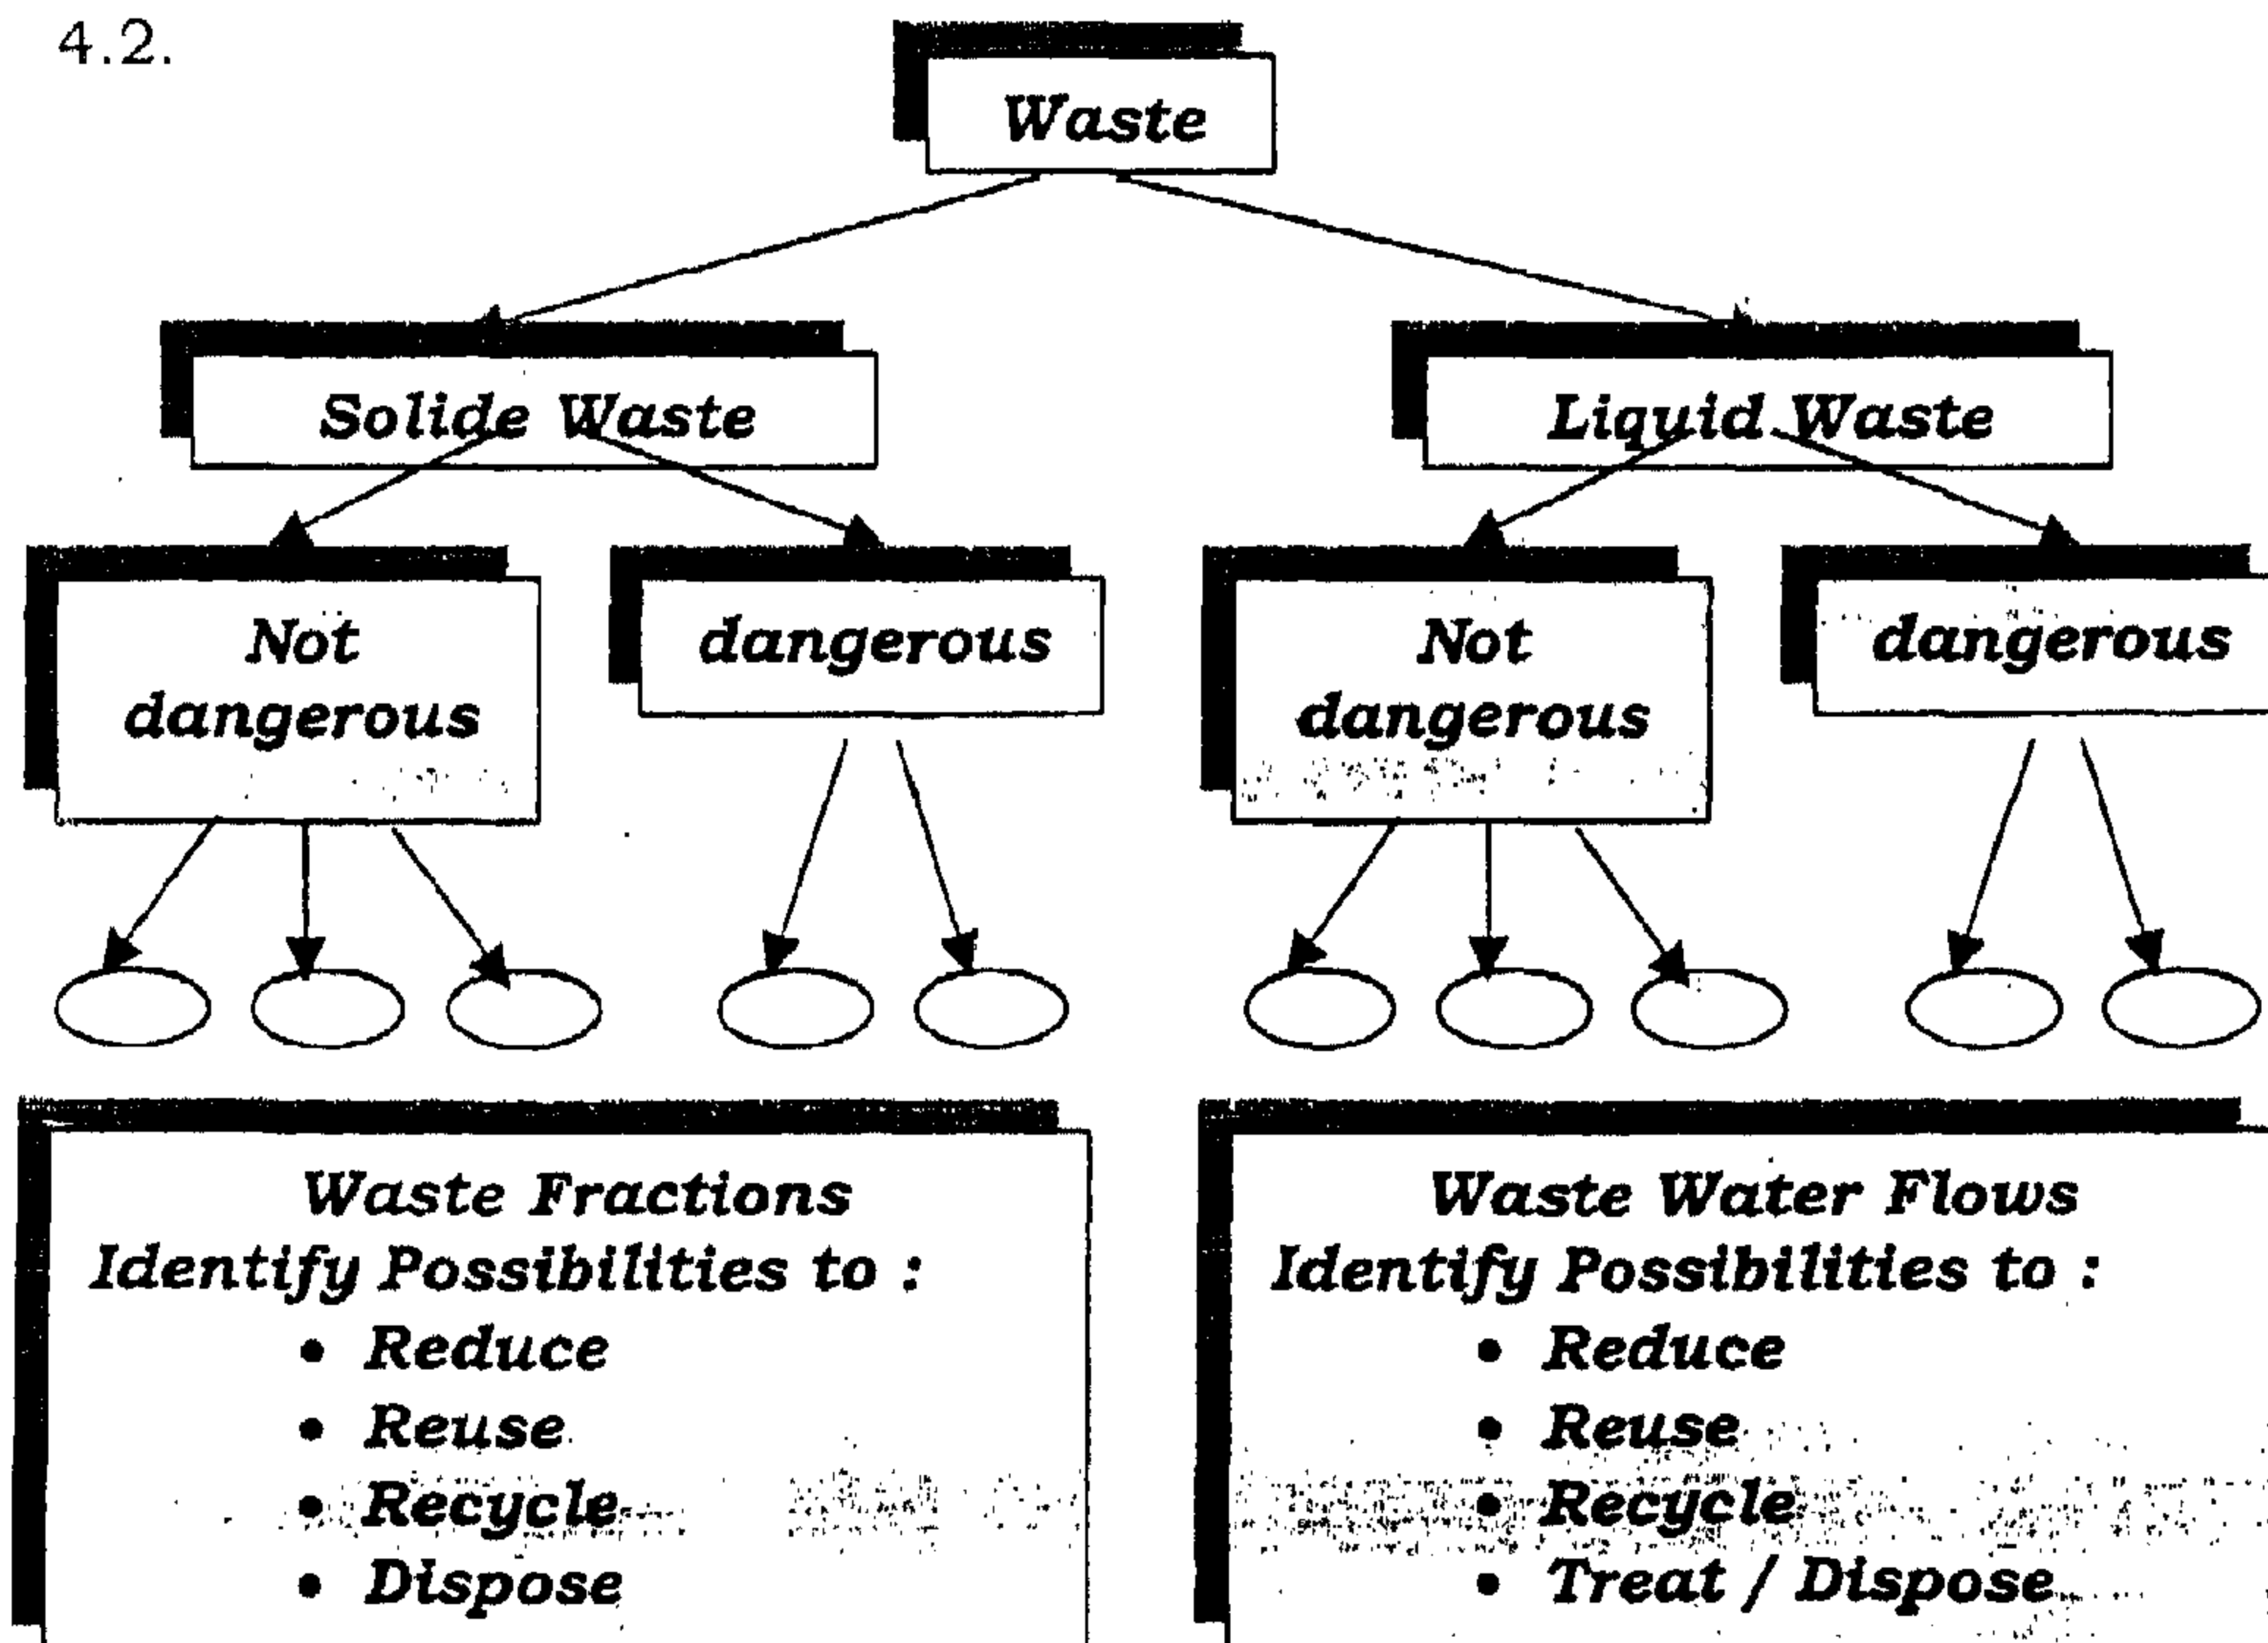 4.2.
Waste
Solide Waste
Liquid Waste
Not
dangerous
dangerous
Not
dangerous
dangerous
Waste Fractions
Identify Possibilities to :
• Reduce
• Reuse
• Recycle
• Dispose
Waste Water Flows
Identify Possibilities to :
• Reduce
• Reuse
• Recycle
• Treat / Dispose